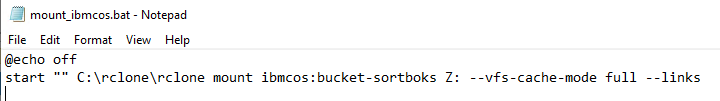 mount_ibmcos.bat - Notepad
File Edit Format View Help
@echo off
start "" C:\rclone\rclone mount ibmcos:bucket-sortboks Z: --vfs-cache-mode full --links